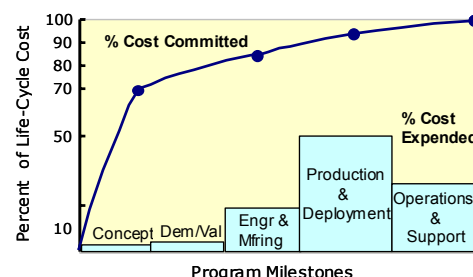 Percent of Life-Cycle Cost
100
90
80
70
50
10
% Cost Committed
% Cost
Expended
Concept
Dem/Val
Engr &
Mfring
Production
&
Deployment
Operations
&
Support
Program Milestones